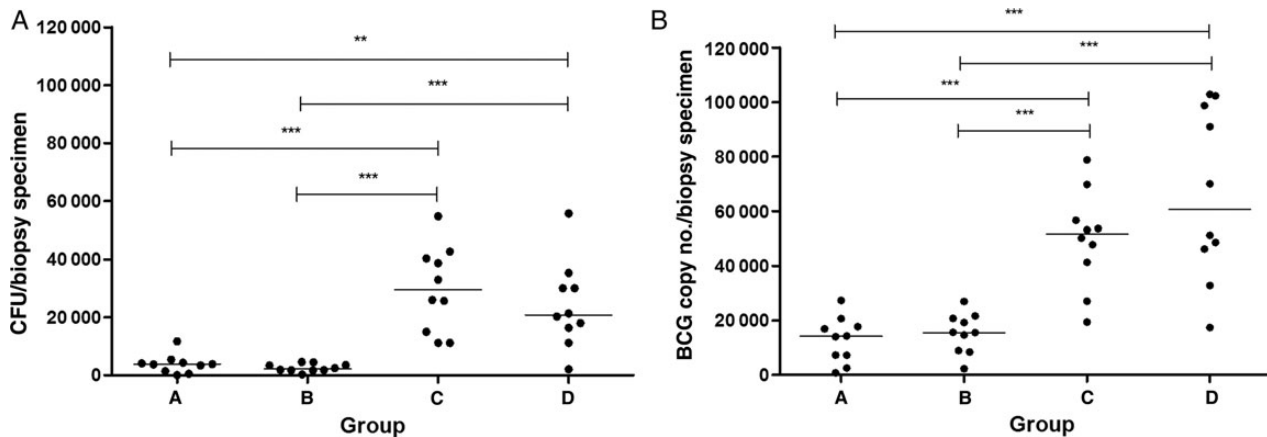 A
CFU/biopsy specimen
120 000
100 000
80 000
60 000
40 000
20 000
0
**
***
***
***
A B C D
Group
B
BCG copy no./biopsy specimen
120 000
100 000
80 000
60 000
40 000
20 000
0
***
***
***
***
A B C D
Group